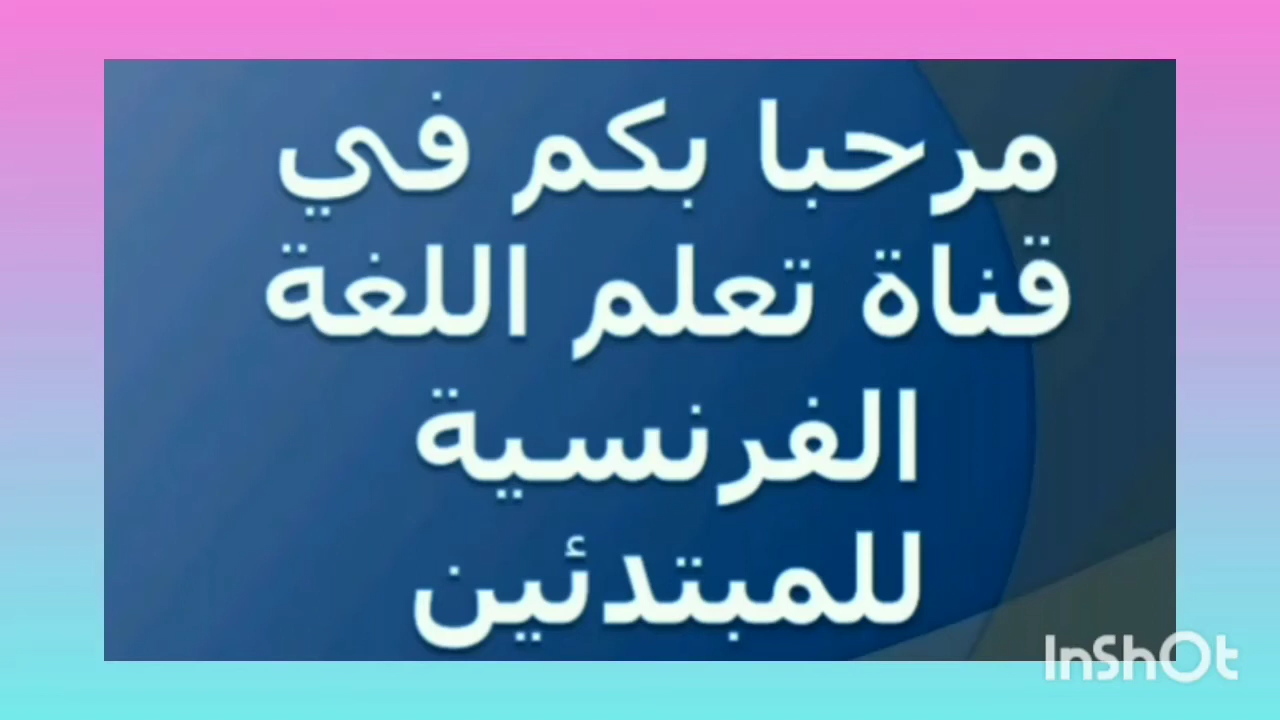 مرحبا بكم في
قناة تعلم اللغة
الفرنسية
للمبتدئين
InShOt